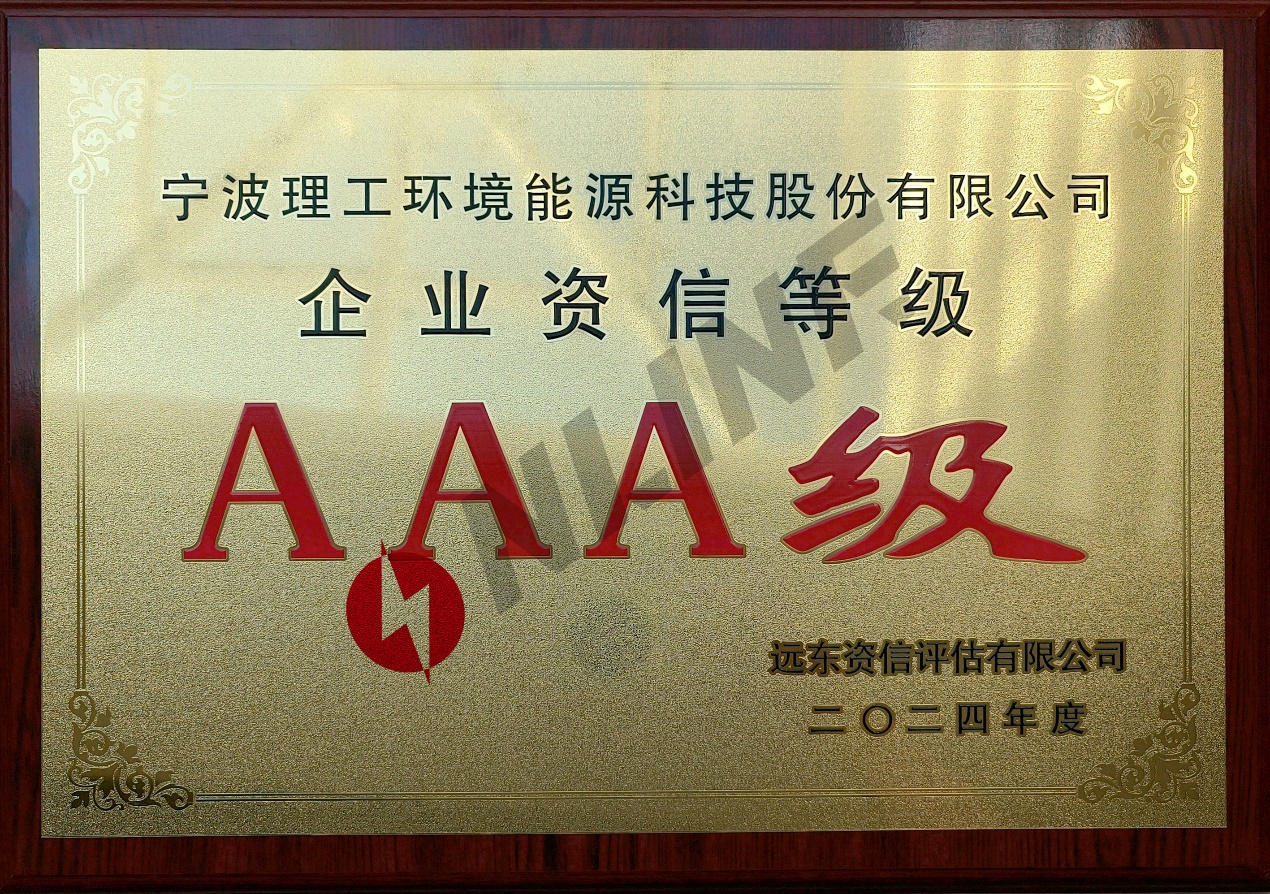 宁波理工环境能源科技股份有限公司
企业资信等级
AAA级
NLINF
远东资信评估有限公司
二〇二四年度